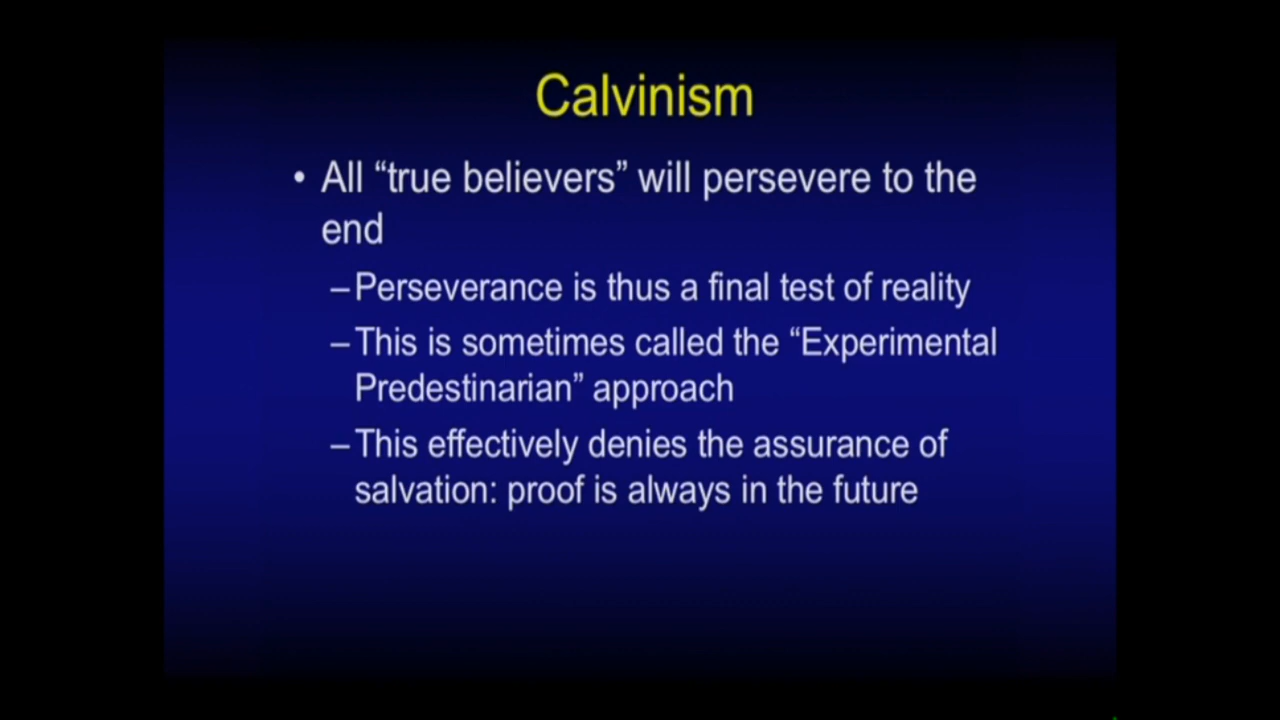 Calvinism
• All “true believers” will persevere to the
end
–Perseverance is thus a final test of reality
–This is sometimes called the “Experimental
Predestinarian” approach
–This effectively denies the assurance of
salvation: proof is always in the future